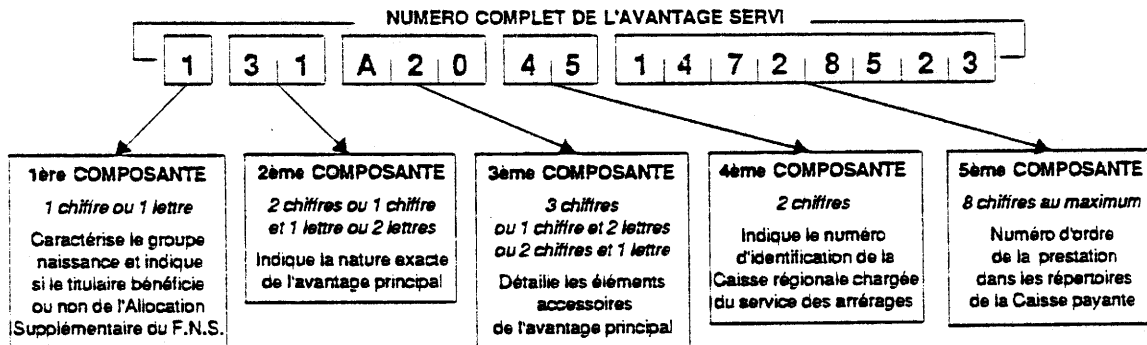 NUMERO COMPLET DE L'AVANTAGE SERVI
1 3 1 A 2 0 4 5 1 4 7 2 8 5 2 3
1ère COMPOSANTE
1 chiffre ou 1 lettre
Caractérise le groupe
naissance et indique
si le titulaire bénéficie
ou non de l'Allocation
Supplémentaire du F.N.S.
2ème COMPOSANTE
2 chiffres ou 1 chiffre
et 1 lettre ou 2 lettres
Indique la nature exacte
de l'avantage principal
3ème COMPOSANTE
3 chiffres
ou 1 chiffre et 2 lettres
ou 2 chiffres et 1 lettre
Détaille les éléments
accessoires
de l'avantage principal
4ème COMPOSANTE
2 chiffres
Indique le numéro
d'identification de la
Caisse régionale chargée
du service des arrérages
5ème COMPOSANTE
8 chiffres au maximum
Numéro d'ordre
de la prestation
dans les répertoires
de la Caisse payante